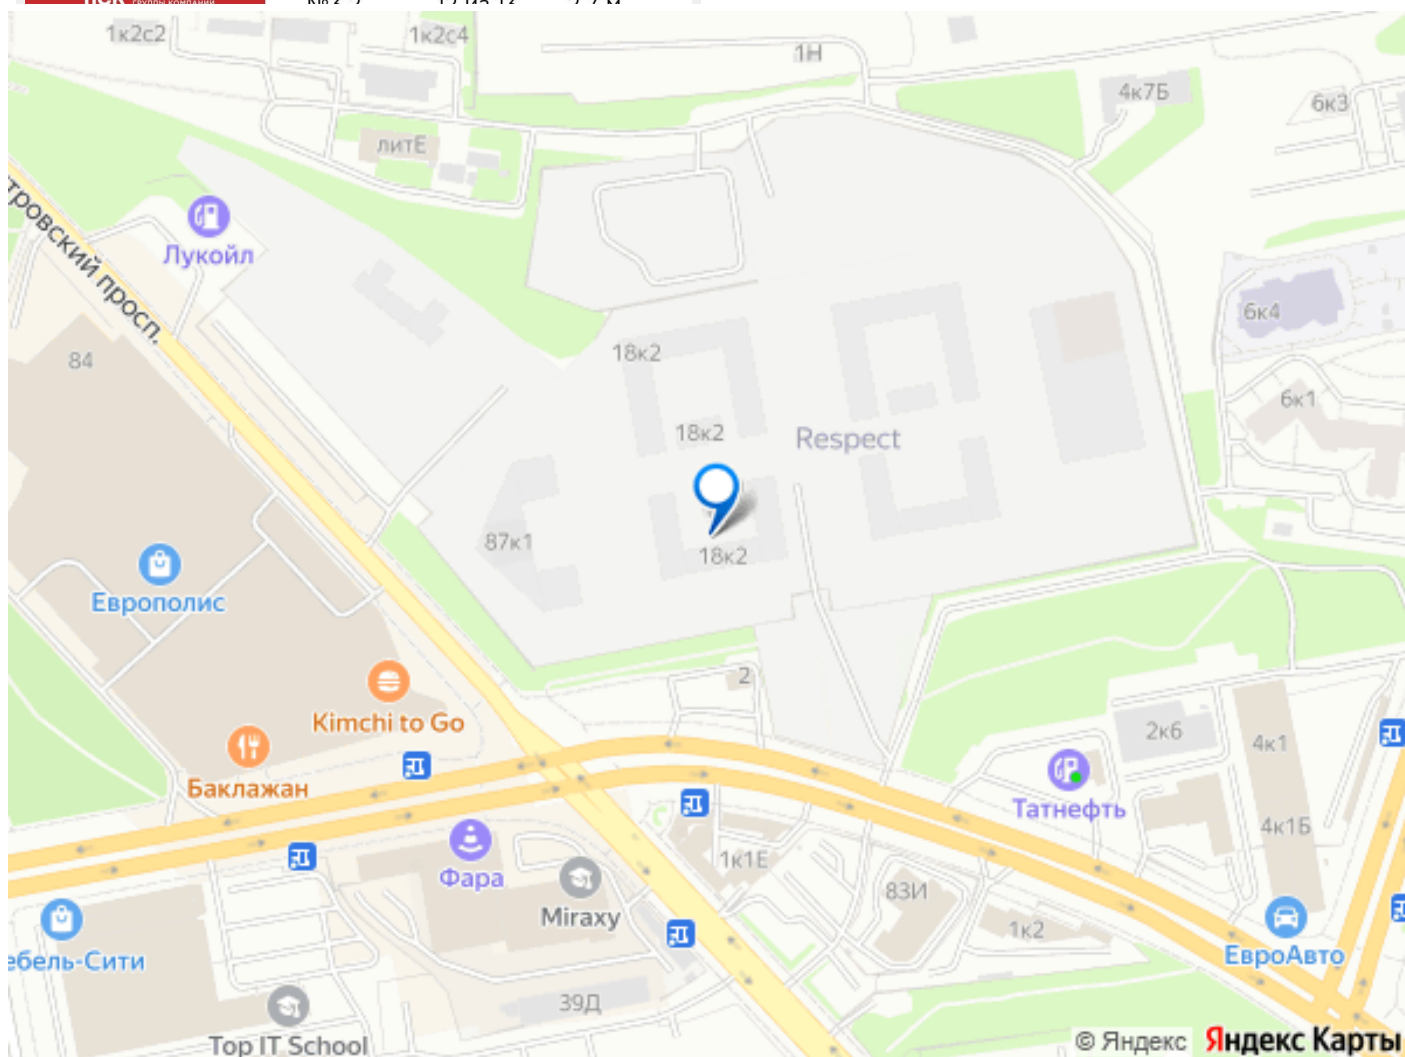 ГРУППЫ КОМПАНИЙ
1к2с2
1к2с4
1Н
4к7Б
6к3
литЕ
Лукойл
тровский просп.
6к4
84
18к2
6к1
18к2
Respect
87к1
18к2
Европолис
2
Kimchi to Go
2к6
4к1
Баклажан
Татнефть
4к1Б
1к1Е
Фара
83И
Miraxy
1к2
ебель-Сити
ЕвроАвто
39Д
Top IT School
© Яндекс Яндекс Карты